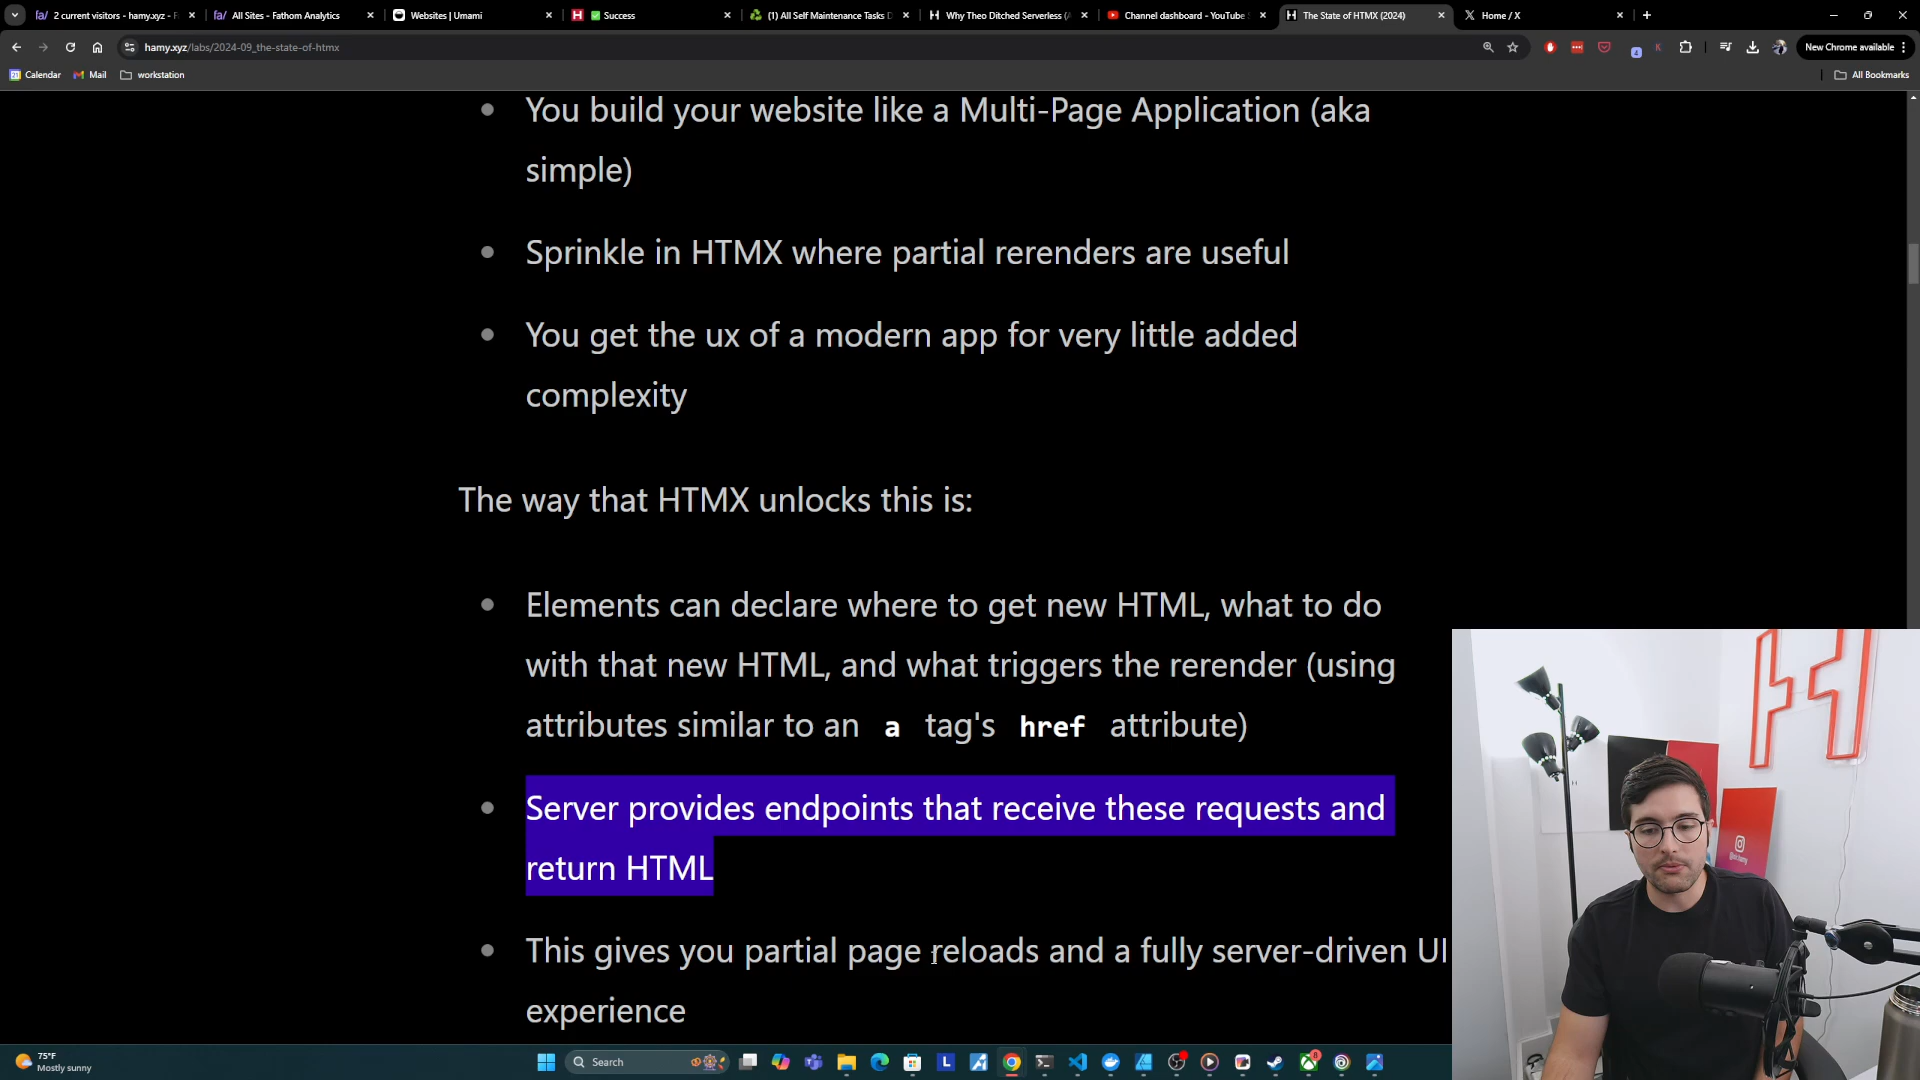 2 current visitors - hamy.xyz - F
All Sites - Fathom Analytics
Websites | Umami
Success
(1) All Self Maintenance Tasks D
Why Theo Ditched Serverless (A
Channel dashboard - YouTube S
The State of HTMX (2024)
Home / X
hamy.xyz/labs/2024-09_the-state-of-htmx
4
New Chrome available
Calendar
Mail
workstation
All Bookmarks
You build your website like a Multi-Page Application (aka
simple)
Sprinkle in HTMX where partial rerenders are useful
You get the ux of a modern app for very little added
complexity
The way that HTMX unlocks this is:
Elements can declare where to get new HTML, what to do
with that new HTML, and what triggers the rerender (using
attributes similar to an a tag's href attribute)
Server provides endpoints that receive these requests and
return HTML
This gives you partial page reloads and a fully server-driven UI
experience
75°F
Mostly sunny
Search